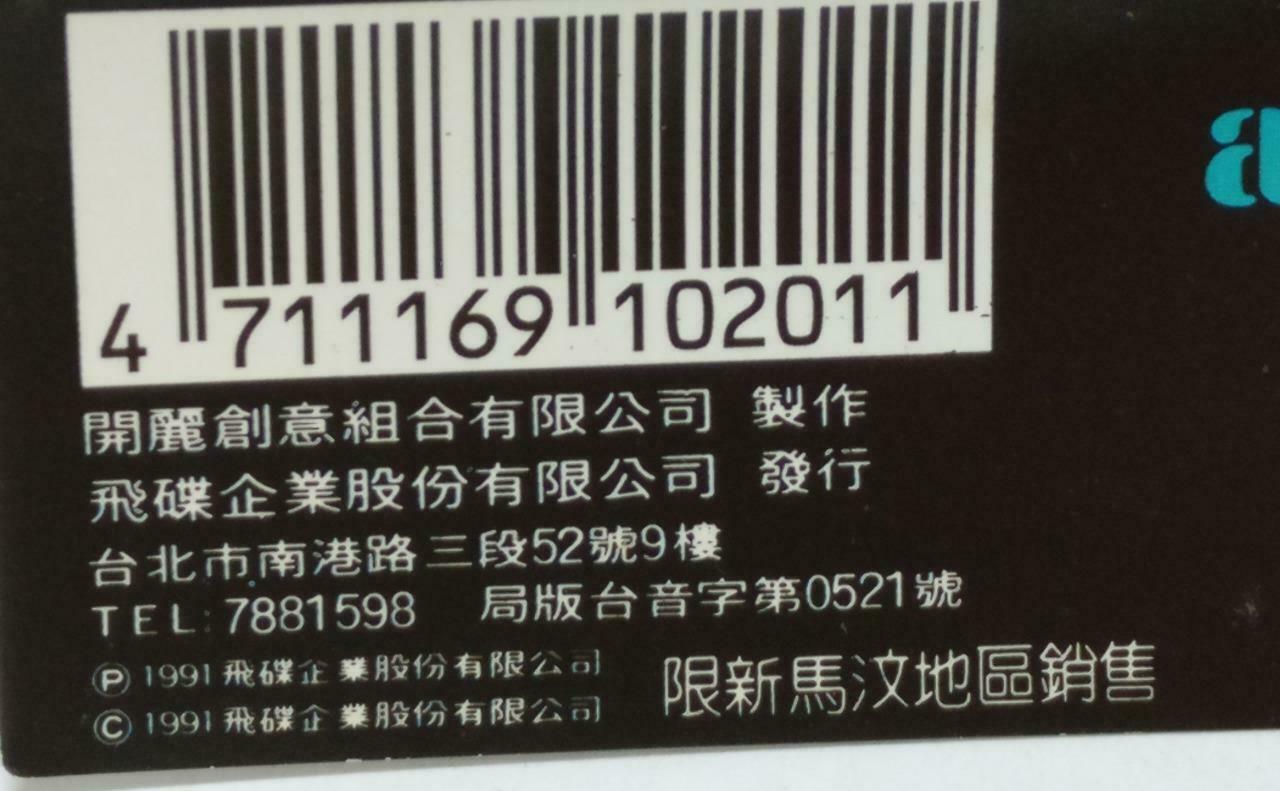 4 711169 102011
開麗創意組合有限公司 製作
飛碟企業股份有限公司 發行
台北市南港路三段52號9樓
TEL:7881598 局版台音字第0521號
Ⓟ1991飛碟企業股份有限公司
Ⓒ1991飛碟企業股份有限公司
限新馬汶地區銷售